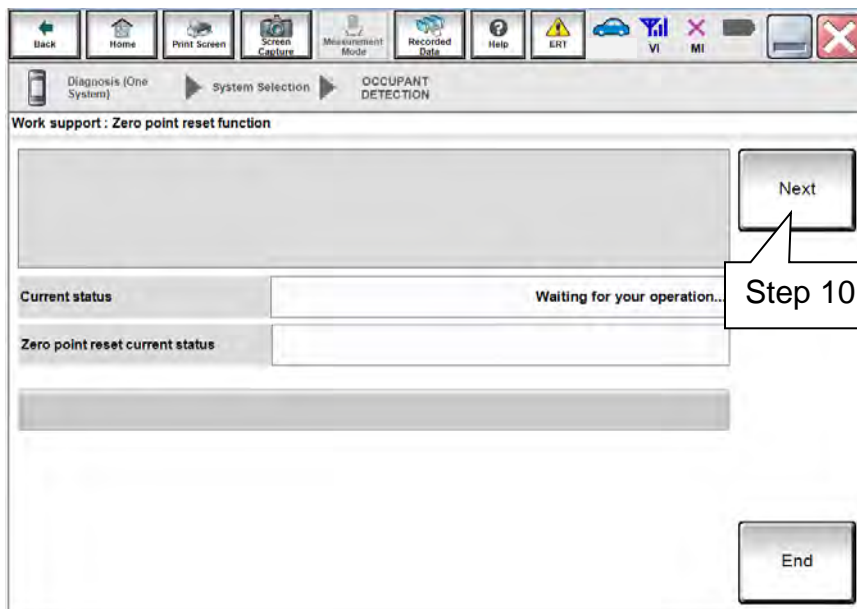 Back
Home
Print Screen
Screen
Capture
Measurement
Mode
Recorded
Data
Help
ERT
VI
MI
Diagnosis (One
System)
System Selection
OCCUPANT
DETECTION
Work support : Zero point reset function
Next
Current status
Waiting for your operation...
Step 10
Zero point reset current status
End